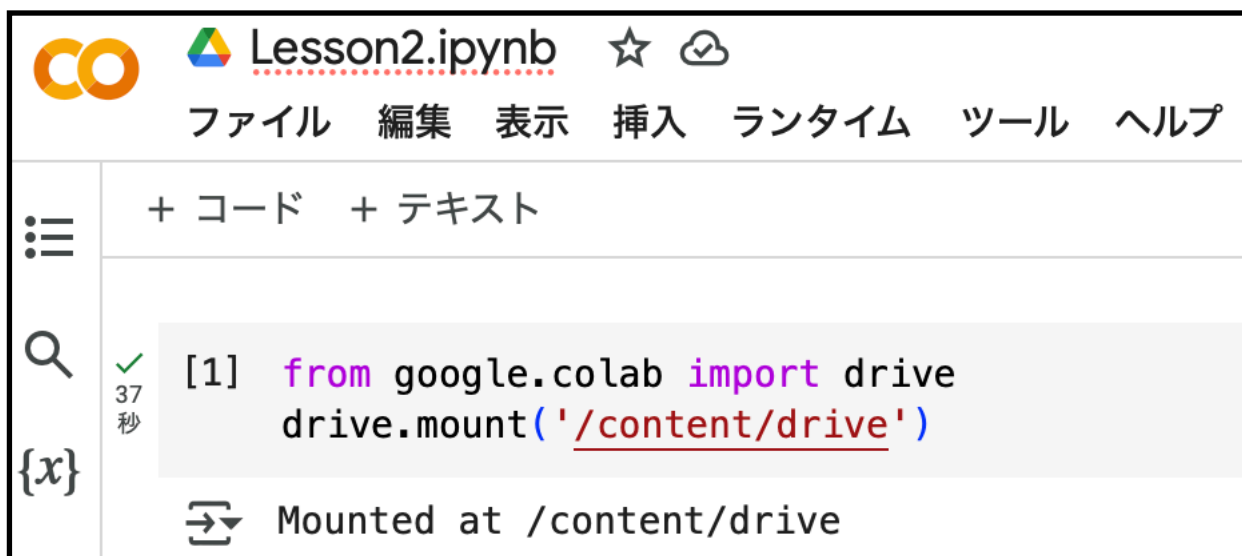 Lesson2.ipynb
ファイル 編集 表示 挿入 ランタイム ツール ヘルプ
+ コード + テキスト
[1] from google.colab import drive
37
秒
drive.mount('/content/drive')
{x}
Mounted at /content/drive